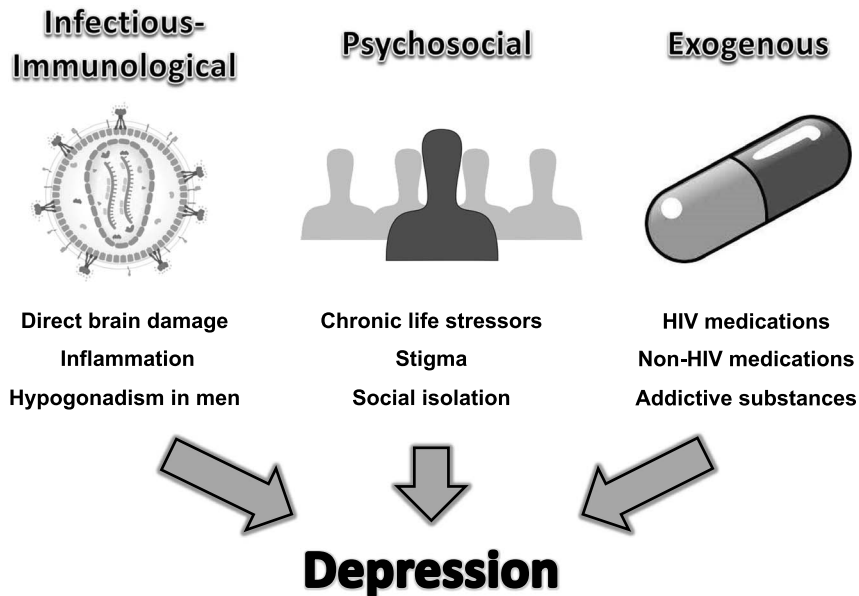 Infectious-
Immunological
Psychosocial
Exogenous
Direct brain damage
Inflammation
Hypogonadism in men
Chronic life stressors
Stigma
Social isolation
HIV medications
Non-HIV medications
Addictive substances
Depression